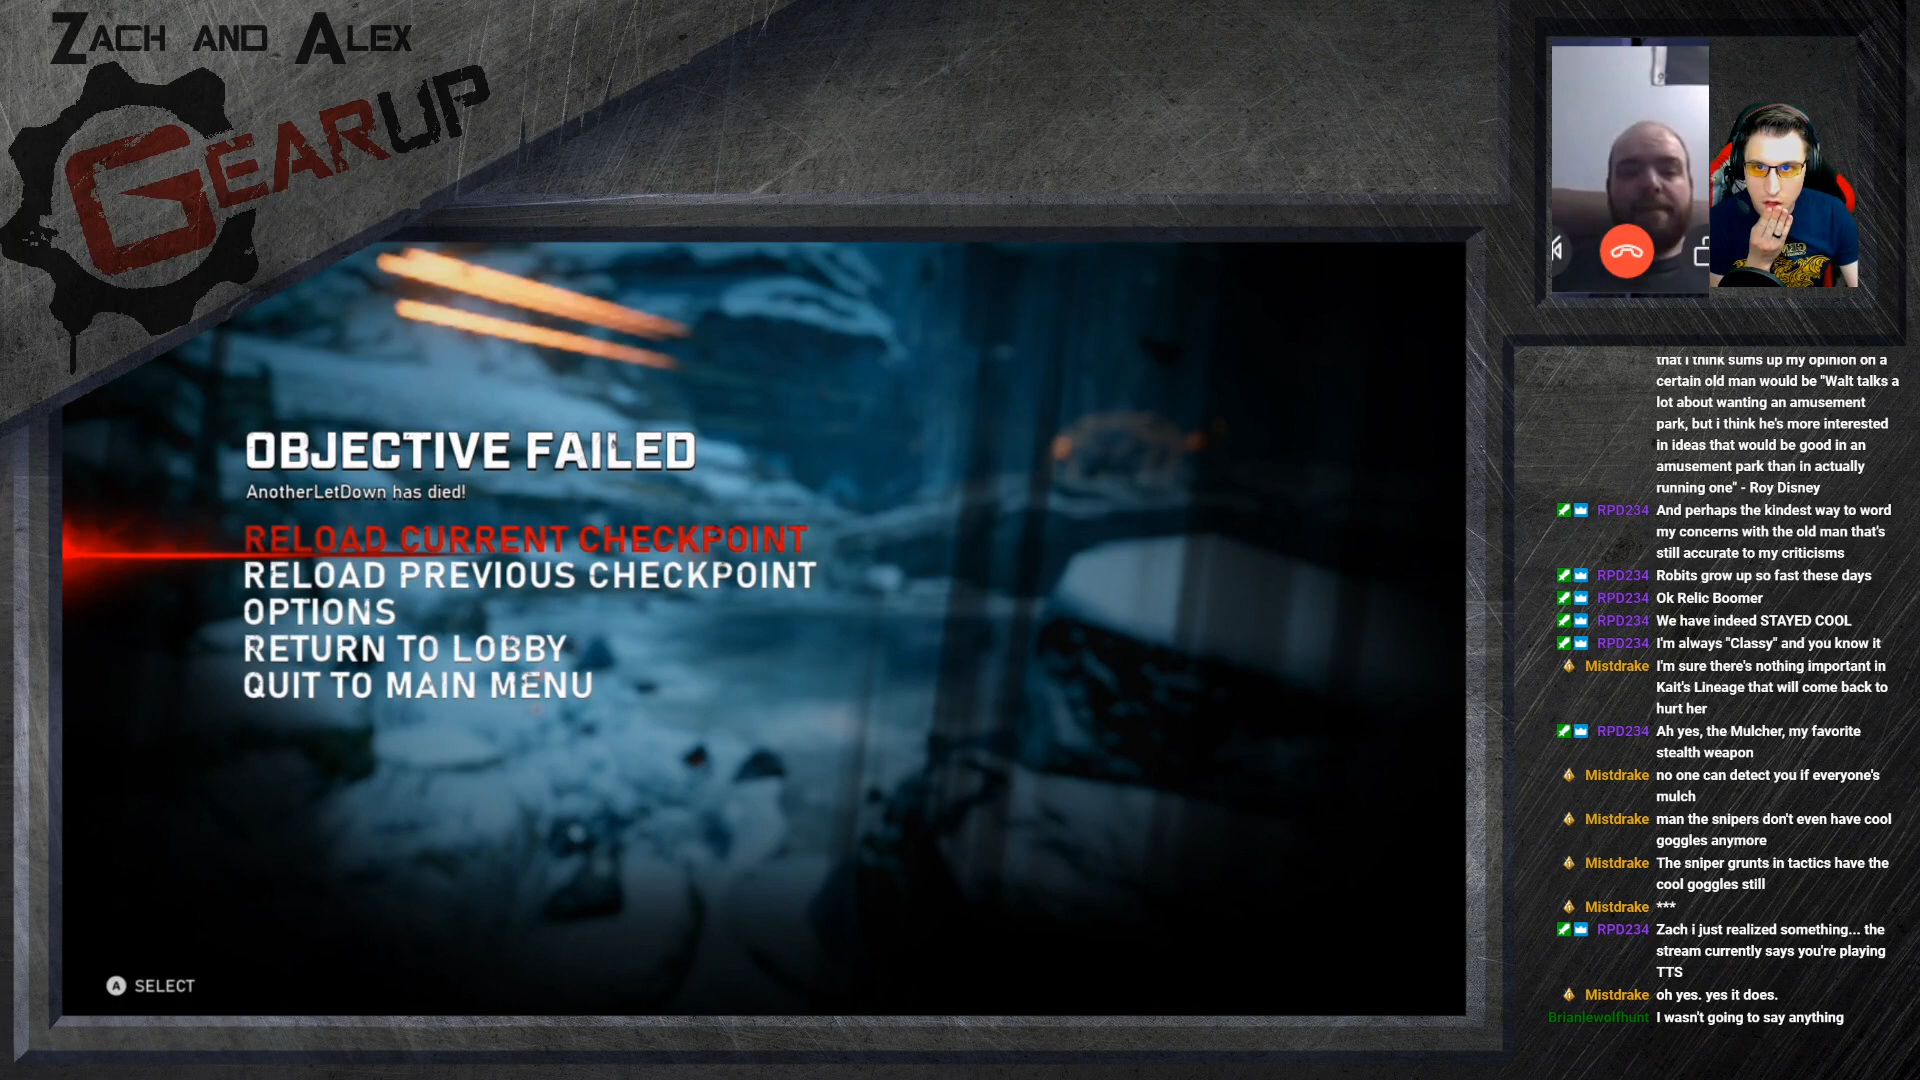 Zach and Alex
GearUp
OBJECTIVE FAILED
AnotherLetDown has died!
RELOAD CURRENT CHECKPOINT
RELOAD PREVIOUS CHECKPOINT
OPTIONS
RETURN TO LOBBY
QUIT TO MAIN MENU
A SELECT
that i think sums up my opinion on a
certain old man would be "Walt talks a
lot about wanting an amusement
park, but i think he's more interested
in ideas that would be good in an
amusement park than in actually
running one" - Roy Disney
RPD234 And perhaps the kindest way to word
my concerns with the old man that's
still accurate to my criticisms
RPD234 Robits grow up so fast these days
RPD234 Ok Relic Boomer
RPD234 We have indeed STAYED COOL
RPD234 I'm always "Classy" and you know it
Mistdrake I'm sure there's nothing important in
Kait's Lineage that will come back to
hurt her
RPD234 Ah yes, the Mulcher, my favorite
stealth weapon
Mistdrake no one can detect you if everyone's
mulch
Mistdrake man the snipers don't even have cool
goggles anymore
Mistdrake The sniper grunts in tactics have the
cool goggles still
Mistdrake ***
RPD234 Zach i just realized something... the
stream currently says you're playing
TTS
Mistdrake oh yes. yes it does.
Brianlewolfhunt I wasn't going to say anything